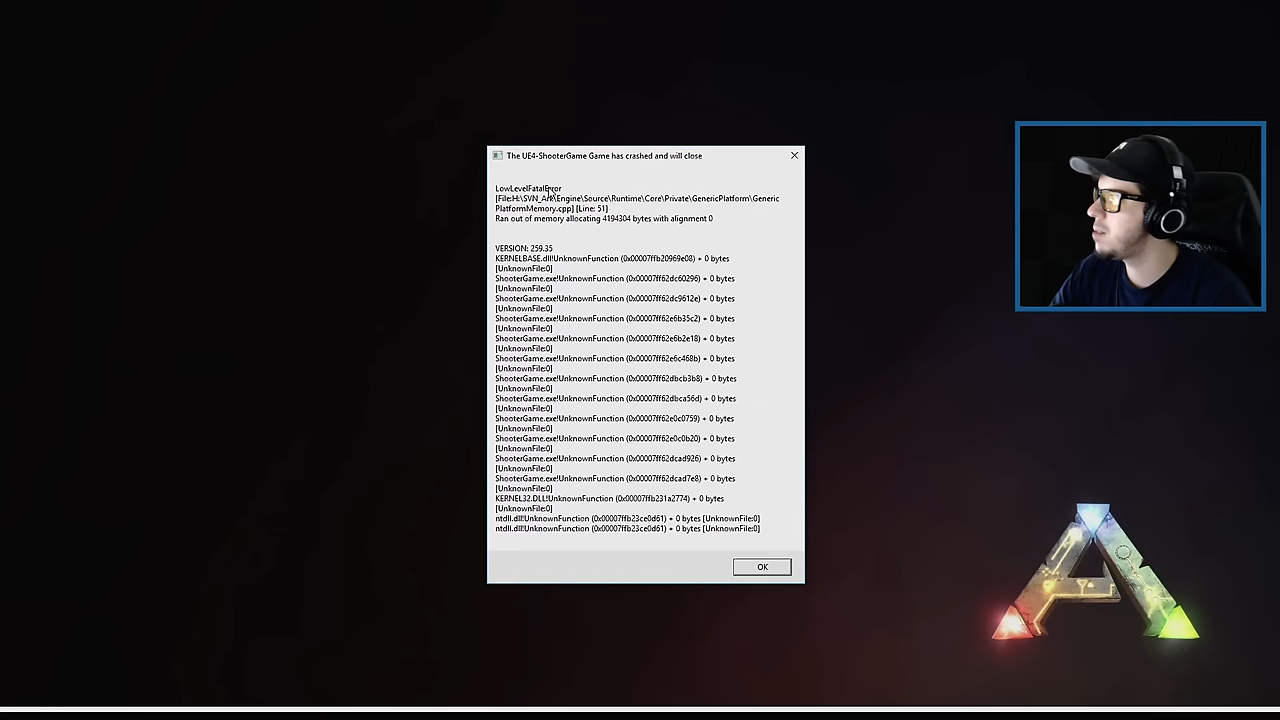 The UE4-ShooterGame Game has crashed and will close
LowLevelFatalError
[File:H:\SVN_Ark\Engine\Source\Runtime\Core\Private\GenericPlatform\Generic
PlatformMemory.cpp] [Line: 51]
Ran out of memory allocating 4194304 bytes with alignment 0
VERSION: 259.35
KERNELBASE.dll!UnknownFunction (0x00007ffb20969e08) + 0 bytes
[UnknownFile:0]
ShooterGame.exe!UnknownFunction (0x00007ff62dc60296) + 0 bytes
[UnknownFile:0]
ShooterGame.exe!UnknownFunction (0x00007ff62dc9612e) + 0 bytes
[UnknownFile:0]
ShooterGame.exe!UnknownFunction (0x00007ff62e6b35c2) + 0 bytes
[UnknownFile:0]
ShooterGame.exe!UnknownFunction (0x00007ff62e6b2e18) + 0 bytes
[UnknownFile:0]
ShooterGame.exe!UnknownFunction (0x00007ff62e6c468b) + 0 bytes
[UnknownFile:0]
ShooterGame.exe!UnknownFunction (0x00007ff62dbcb3b8) + 0 bytes
[UnknownFile:0]
ShooterGame.exe!UnknownFunction (0x00007ff62dbca56d) + 0 bytes
[UnknownFile:0]
ShooterGame.exe!UnknownFunction (0x00007ff62e0c0759) + 0 bytes
[UnknownFile:0]
ShooterGame.exe!UnknownFunction (0x00007ff62e0c0b20) + 0 bytes
[UnknownFile:0]
ShooterGame.exe!UnknownFunction (0x00007ff62dcad926) + 0 bytes
[UnknownFile:0]
ShooterGame.exe!UnknownFunction (0x00007ff62dcad7e8) + 0 bytes
[UnknownFile:0]
KERNEL32.DLL!UnknownFunction (0x00007ffb231a2774) + 0 bytes
[UnknownFile:0]
ntdll.dll!UnknownFunction (0x00007ffb23ce0d61) + 0 bytes [UnknownFile:0]
ntdll.dll!UnknownFunction (0x00007ffb23ce0d61) + 0 bytes [UnknownFile:0]
OK